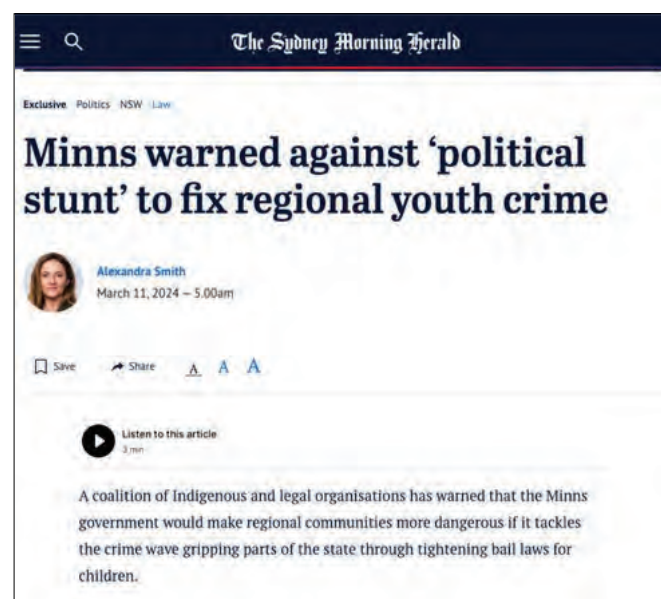 The Sydney Morning Herald
Exclusive Politics NSW Law
Minns warned against ‘political
stunt’ to fix regional youth crime
Alexandra Smith
March 11, 2024 — 5.00am
Save Share A A A
Listen to this article
3 min
A coalition of Indigenous and legal organisations has warned that the Minns
government would make regional communities more dangerous if it tackles
the crime wave gripping parts of the state through tightening bail laws for
children.